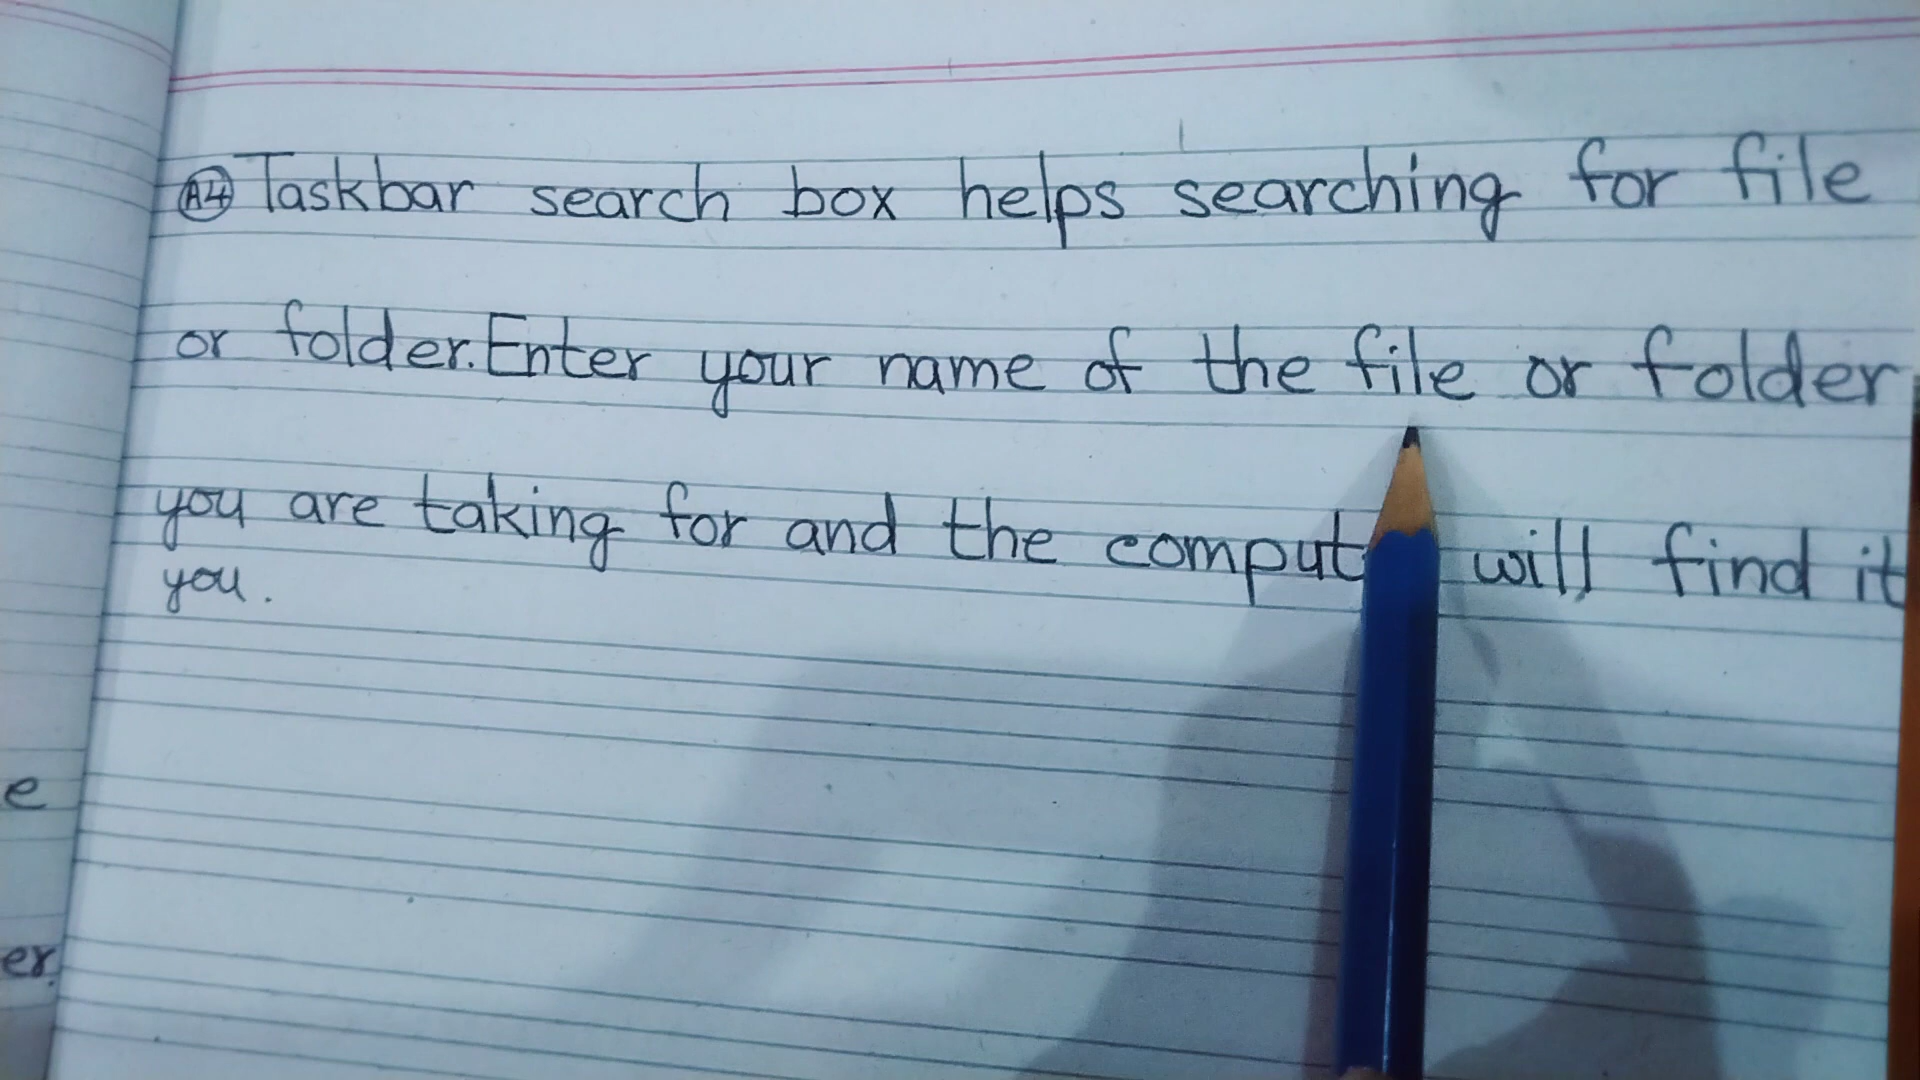 A4 Taskbar search box helps searching for file
or folder. Enter your name of the file or folder
you are taking for and the comput will find it
you.
e
er.